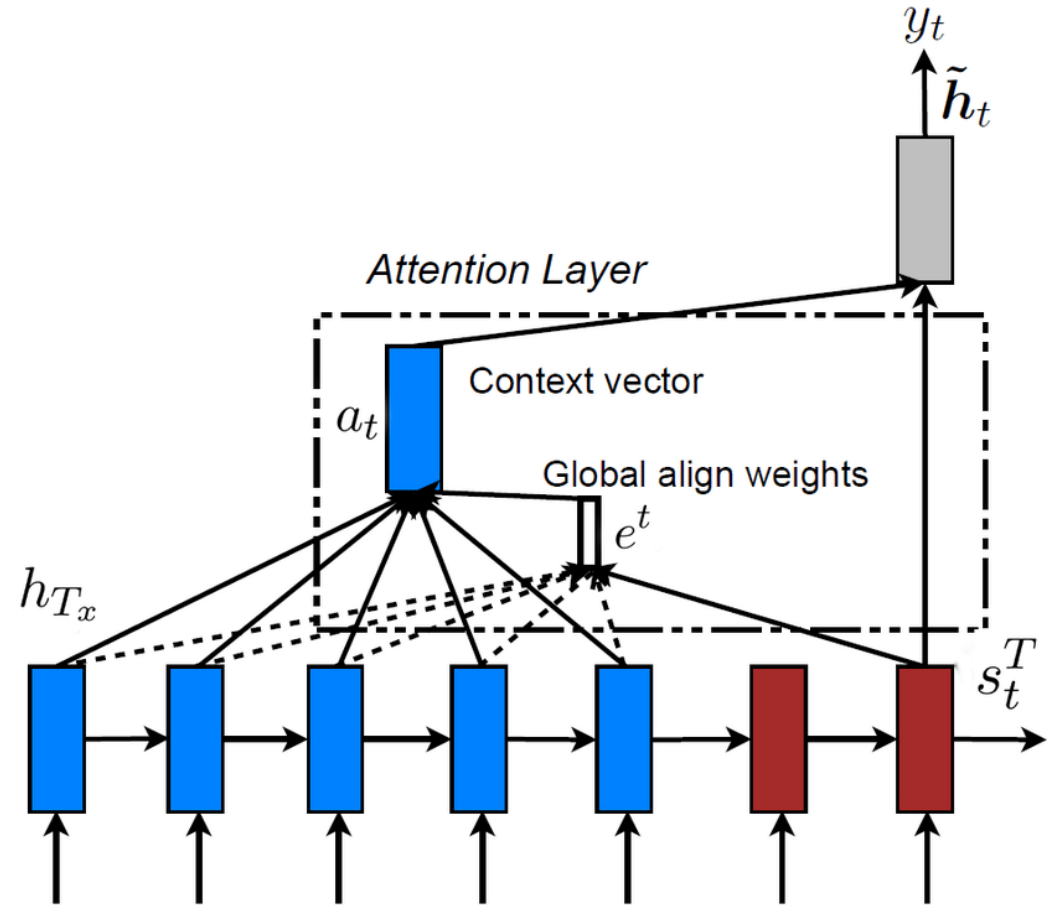 y_t
h̃_t
Attention Layer
Context vector
a_t
Global align weights
e^t
h_{T_x}
s_t^T